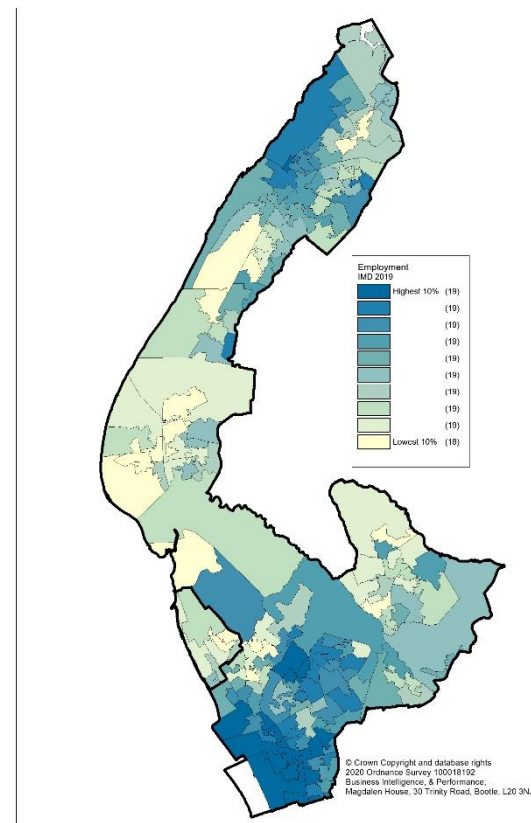 Employment
IMD 2019
Highest 10% (19)
(19)
(19)
(19)
(19)
(19)
(19)
(19)
(19)
Lowest 10% (18)
© Crown Copyright and database rights
2020 Ordnance Survey 100018192
Business Intelligence, & Performance,
Magdalen House, 30 Trinity Road, Bootle, L20 3NJ